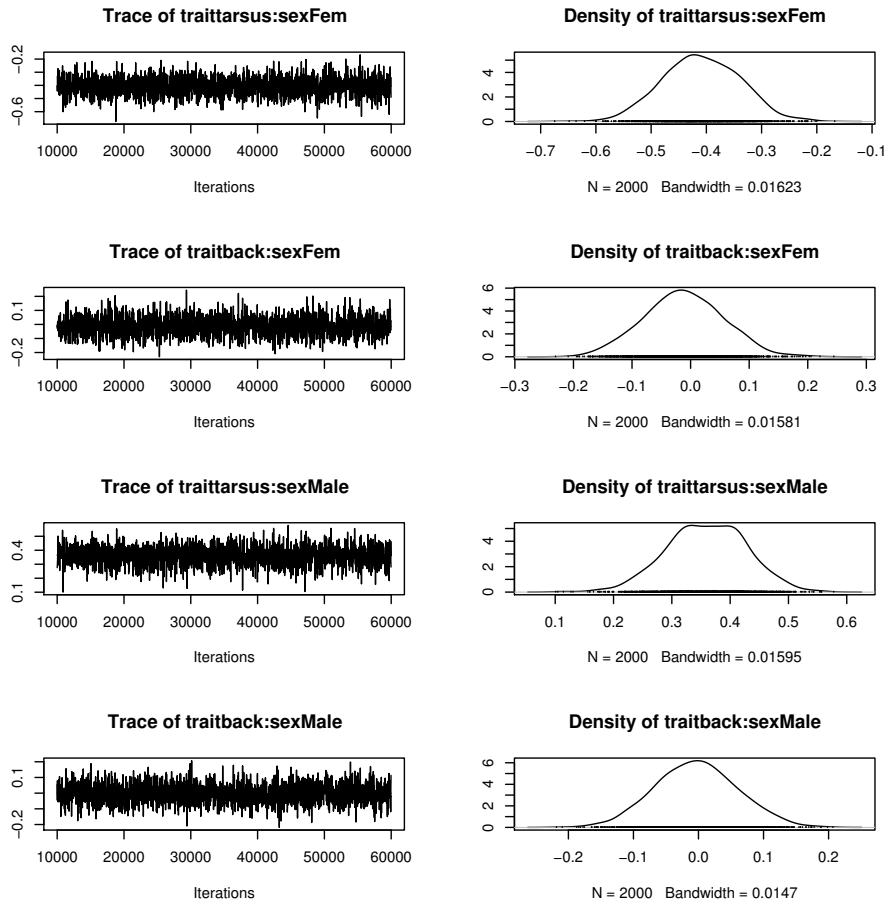 Trace of traittarsus:sexFem
−0.6 −0.2
10000 20000 30000 40000 50000 60000
Iterations
Density of traittarsus:sexFem
0 2 4
−0.7 −0.6 −0.5 −0.4 −0.3 −0.2 −0.1
N = 2000 Bandwidth = 0.01623
Trace of traitback:sexFem
−0.2 0.1
10000 20000 30000 40000 50000 60000
Iterations
Density of traitback:sexFem
0 2 4 6
−0.3 −0.2 −0.1 0.0 0.1 0.2 0.3
N = 2000 Bandwidth = 0.01581
Trace of traittarsus:sexMale
0.1 0.4
10000 20000 30000 40000 50000 60000
Iterations
Density of traittarsus:sexMale
0 2 4
0.1 0.2 0.3 0.4 0.5 0.6
N = 2000 Bandwidth = 0.01595
Trace of traitback:sexMale
−0.2 0.1
10000 20000 30000 40000 50000 60000
Iterations
Density of traitback:sexMale
0 2 4 6
−0.2 −0.1 0.0 0.1 0.2
N = 2000 Bandwidth = 0.0147